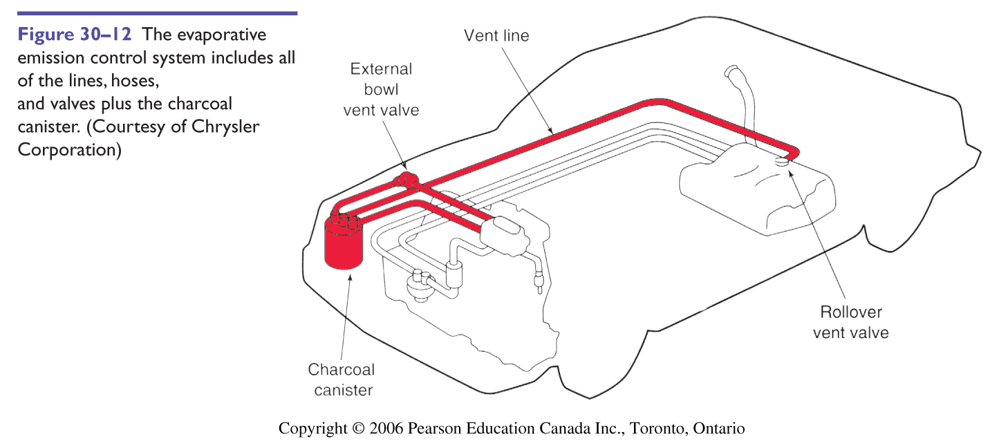 Figure 30–12 The evaporative
emission control system includes all
of the lines, hoses,
and valves plus the charcoal
canister. (Courtesy of Chrysler
Corporation)
Vent line
External
bowl
vent valve
Rollover
vent valve
Charcoal
canister
Copyright © 2006 Pearson Education Canada Inc., Toronto, Ontario